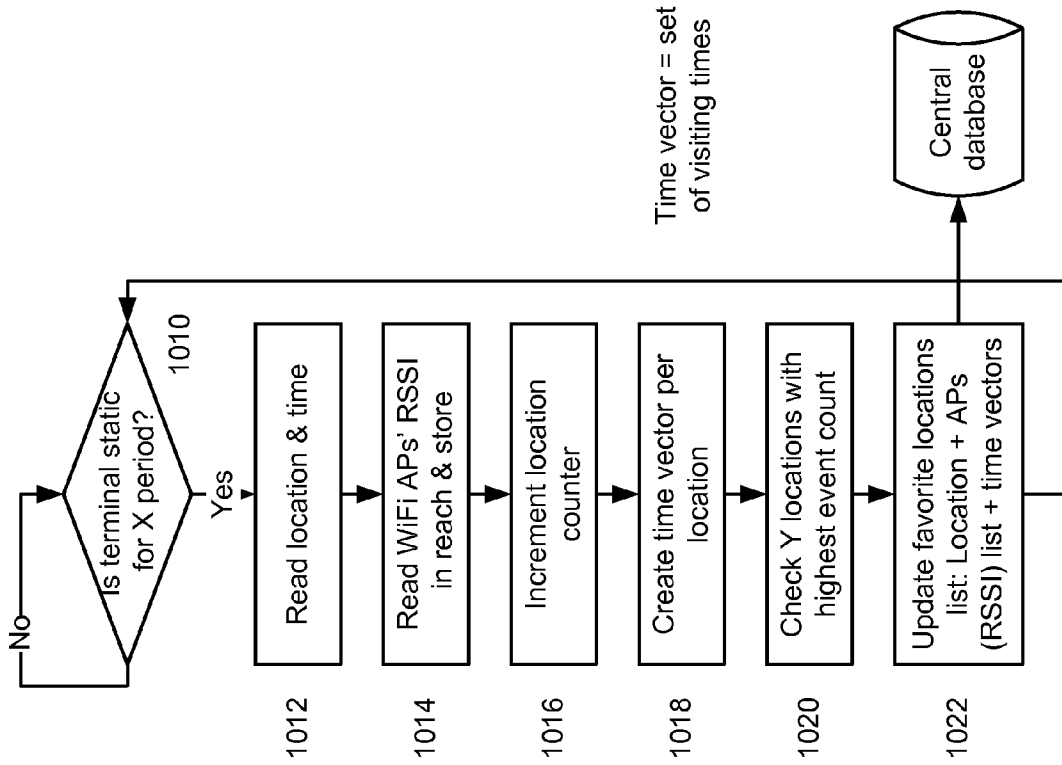 No
Is terminal static
for X period?
1010
Yes
1012
Read location & time
1014
Read WiFi APs' RSSI
in reach & store
1016
Increment location
counter
1018
Create time vector per
location
1020
Check Y locations with
highest event count
1022
Update favorite locations
list: Location + APs
(RSSI) list + time vectors
Time vector = set
of visiting times
Central
database